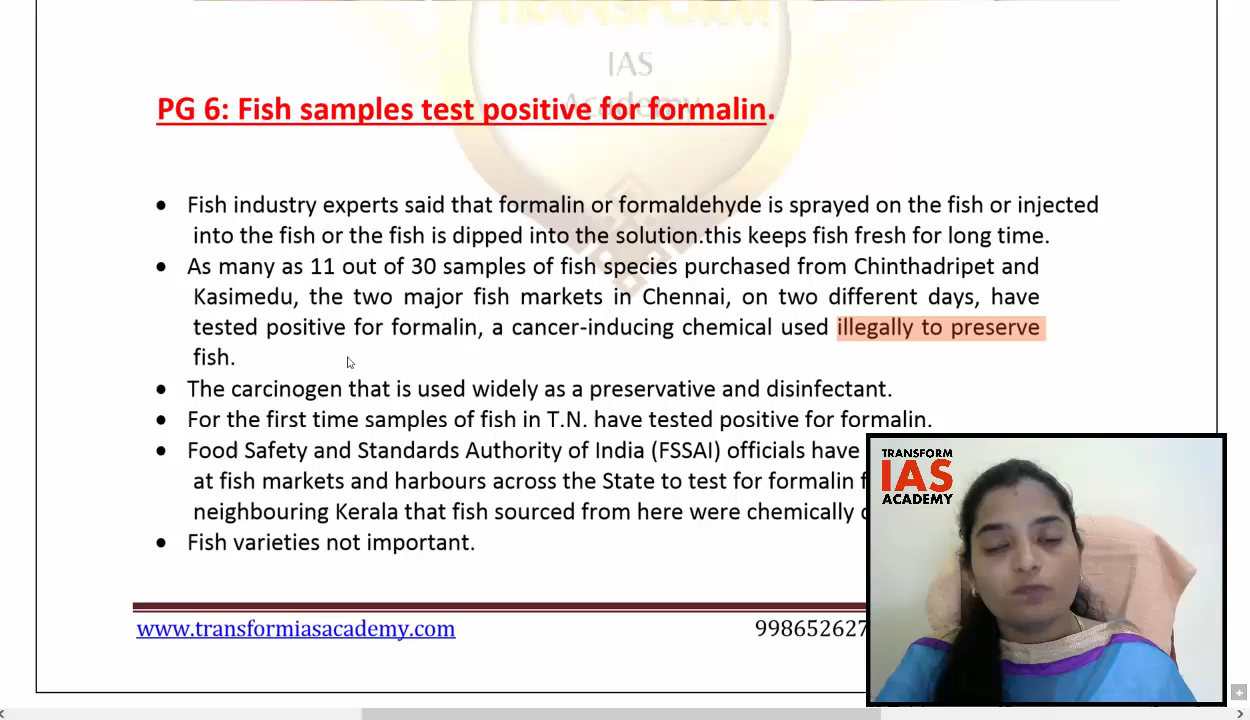 TRANSFORM
IAS
Academy
PG 6: Fish samples test positive for formalin.
• Fish industry experts said that formalin or formaldehyde is sprayed on the fish or injected
into the fish or the fish is dipped into the solution.this keeps fish fresh for long time.
• As many as 11 out of 30 samples of fish species purchased from Chinthadripet and
Kasimedu, the two major fish markets in Chennai, on two different days, have
tested positive for formalin, a cancer-inducing chemical used illegally to preserve
fish.
• The carcinogen that is used widely as a preservative and disinfectant.
• For the first time samples of fish in T.N. have tested positive for formalin.
• Food Safety and Standards Authority of India (FSSAI) officials have
at fish markets and harbours across the State to test for formalin
neighbouring Kerala that fish sourced from here were chemically
• Fish varieties not important.
www.transformiasacademy.com
99865262
TRANSFORM
IAS
ACADEMY